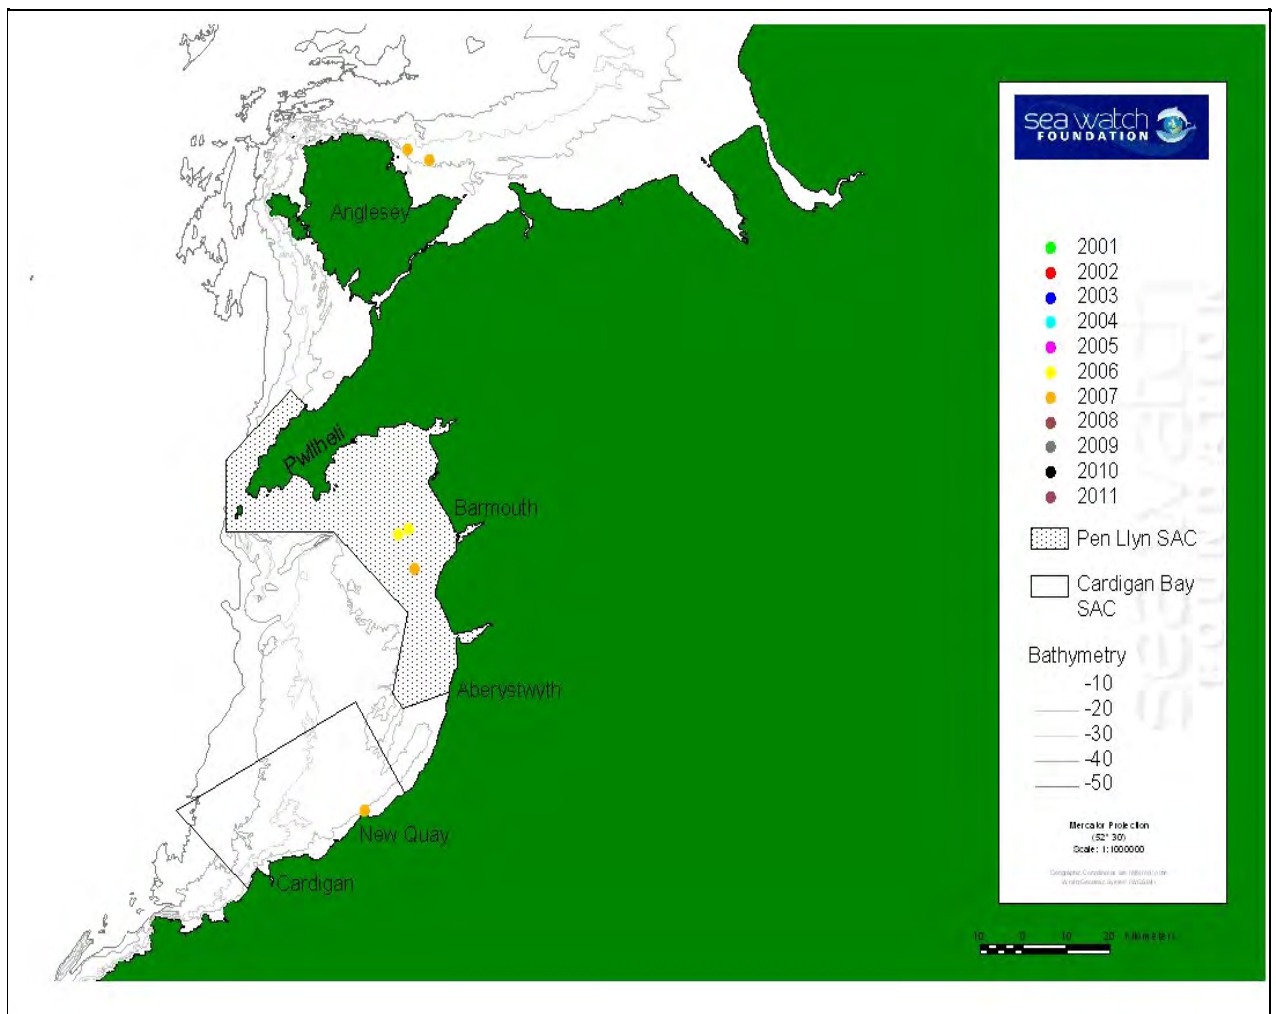 sea watch
FOUNDATION
Anglesey
2001
2002
2003
2004
2005
2006
2007
2008
2009
2010
2011
Pwllheli
Barmouth
Pen Llyn SAC
Cardigan Bay
SAC
Bathymetry
-10
-20
-30
-40
-50
Aberystwyth
New Quay
Cardigan
Mercator Projection
(52° 30)
Scale: 1:1000000
10 0 10 20 Kilometers